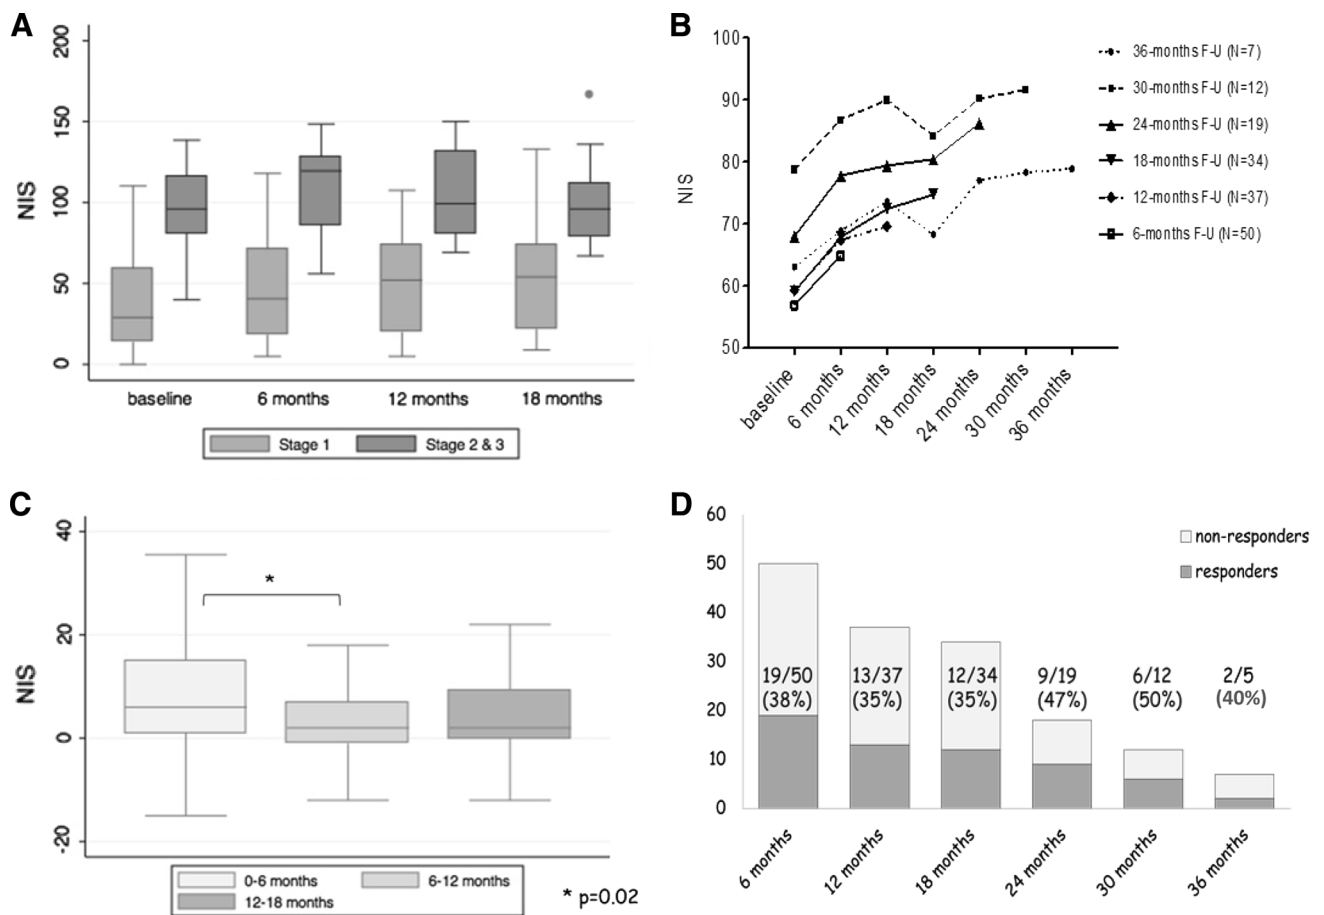 A
200
150
100
50
0
NIS
baseline 6 months 12 months 18 months
Stage 1 Stage 2 & 3
B
100
90
80
70
60
50
NIS
baseline
6 months
12 months
18 months
24 months
30 months
36 months
36-months F-U (N=7)
30-months F-U (N=12)
24-months F-U (N=19)
18-months F-U (N=34)
12-months F-U (N=37)
6-months F-U (N=50)
C
40
20
0
-20
NIS
*
0-6 months 6-12 months
12-18 months
* p=0.02
D
60
50
40
30
20
10
0
non-responders
responders
19/50
(38%)
13/37
(35%)
12/34
(35%)
9/19
(47%)
6/12
(50%)
2/5
(40%)
6 months
12 months
18 months
24 months
30 months
36 months